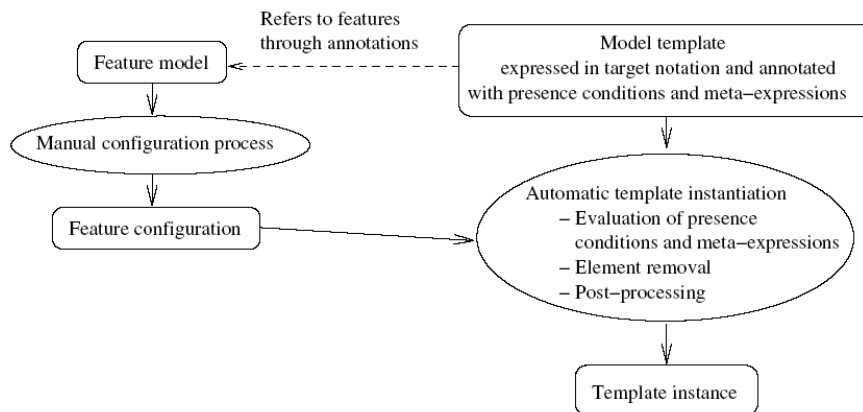 Refers to features
through annotations
Feature model
Model template
expressed in target notation and annotated
with presence conditions and meta−expressions
Manual configuration process
Feature configuration
Automatic template instantiation
− Evaluation of presence
conditions and meta−expressions
− Element removal
− Post−processing
Template instance